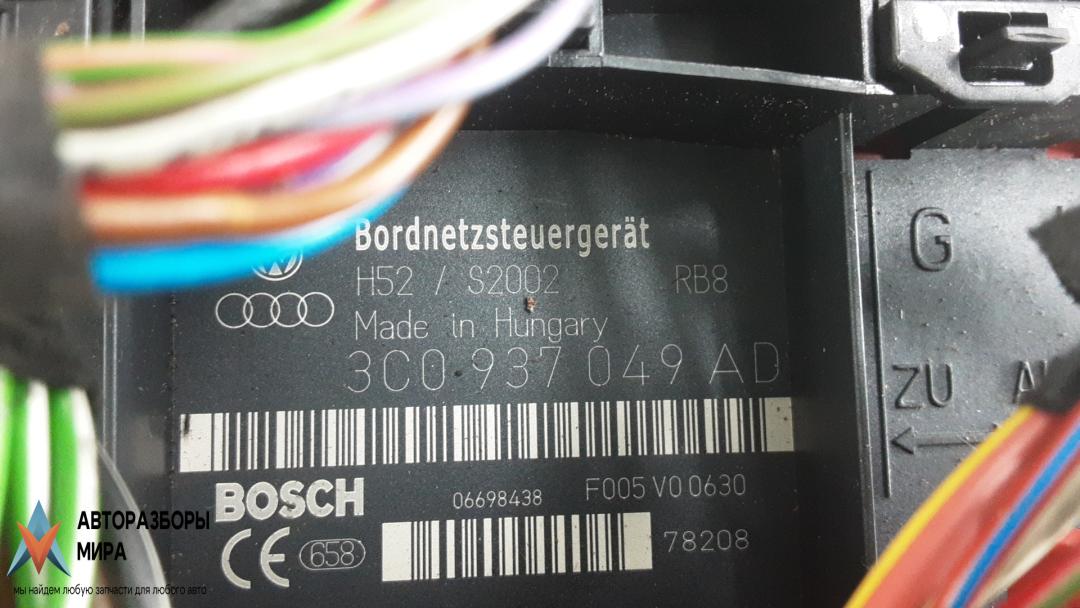 Bordnetzsteuergerät
H52 / S2002 RB8
Made in Hungary
3C0 937 049 AD
BOSCH
06698438 F005 V0 0630
CE 658
78208
G
ZU
АВТОРАЗБОРЫ
МИРА
мы найдем любую запчасти для любого авто